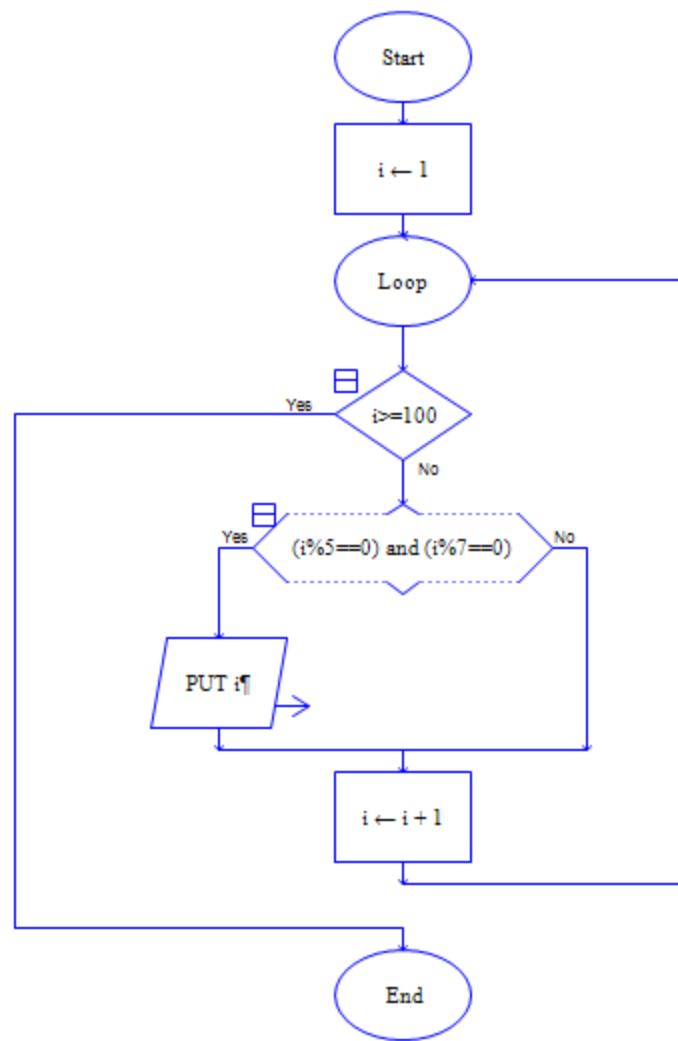 Start
i ← 1
Loop
i>=100
Yes
No
(i%5==0) and (i%7==0)
Yes
No
PUT i¶
i ← i + 1
End